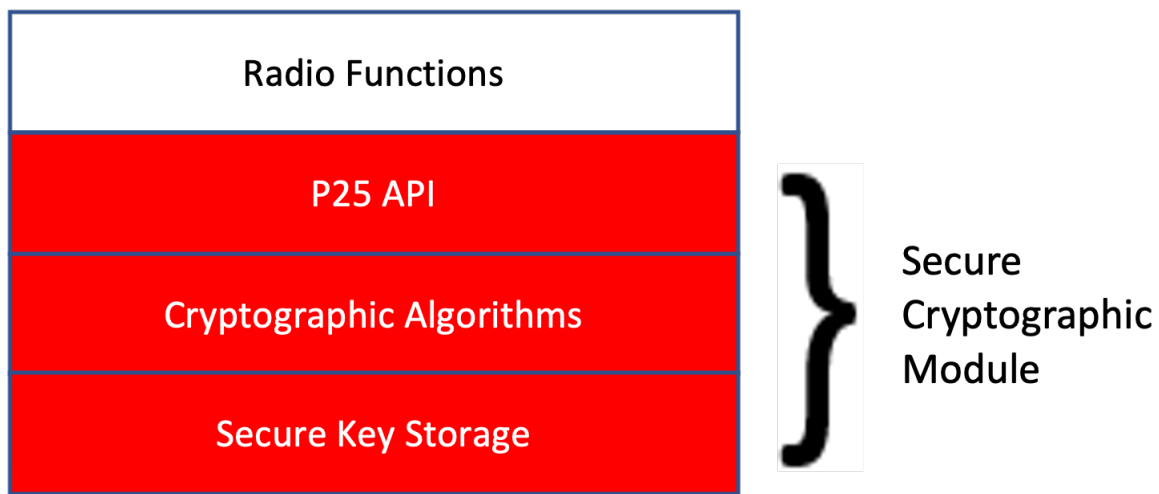 Radio Functions
P25 API
Cryptographic Algorithms
Secure Key Storage
Secure
Cryptographic
Module